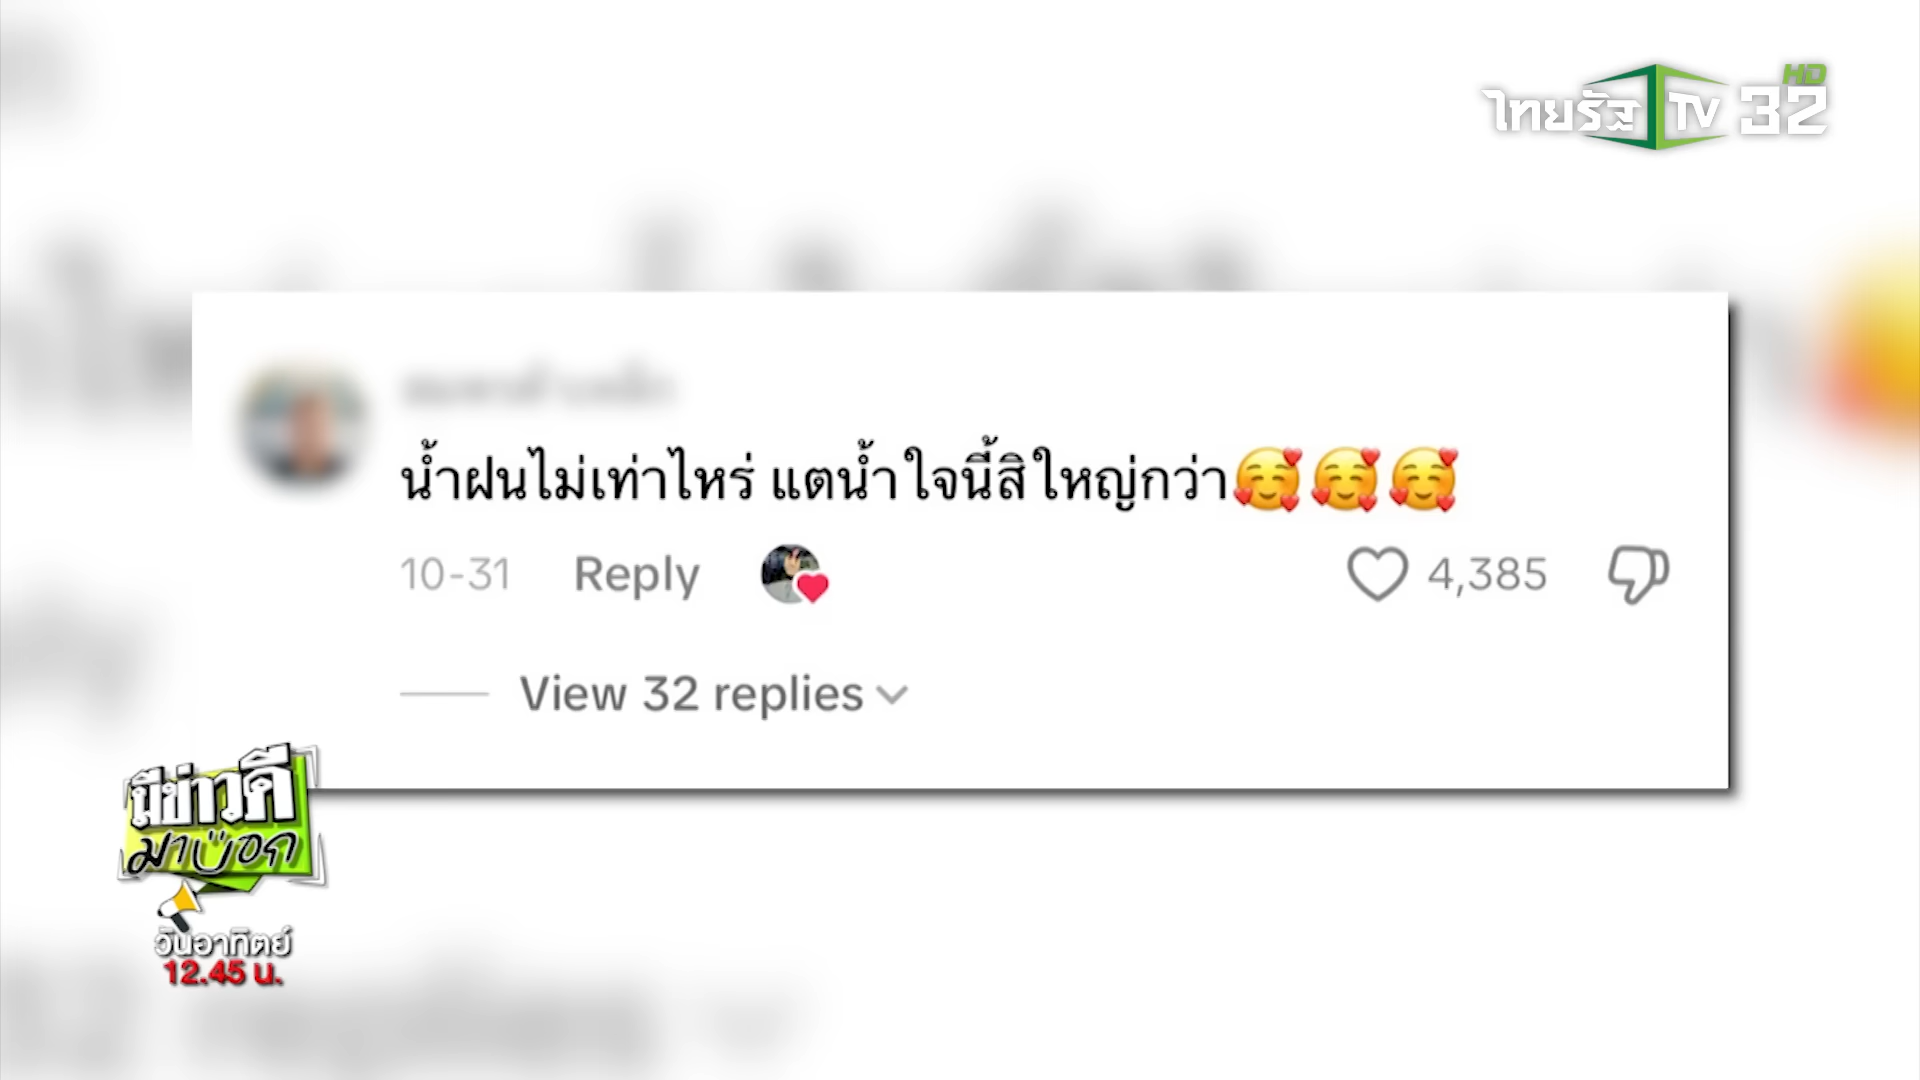 ไทยรัฐ TV 32 HD
น้ำฝนไม่เท่าไหร่ แต่น้ำใจนี้สิใหญ่กว่า🥰🥰🥰
10-31 Reply 4,385
View 32 replies
มีข่าวดี
มาบอก
วันอาทิตย์
12.45 น.